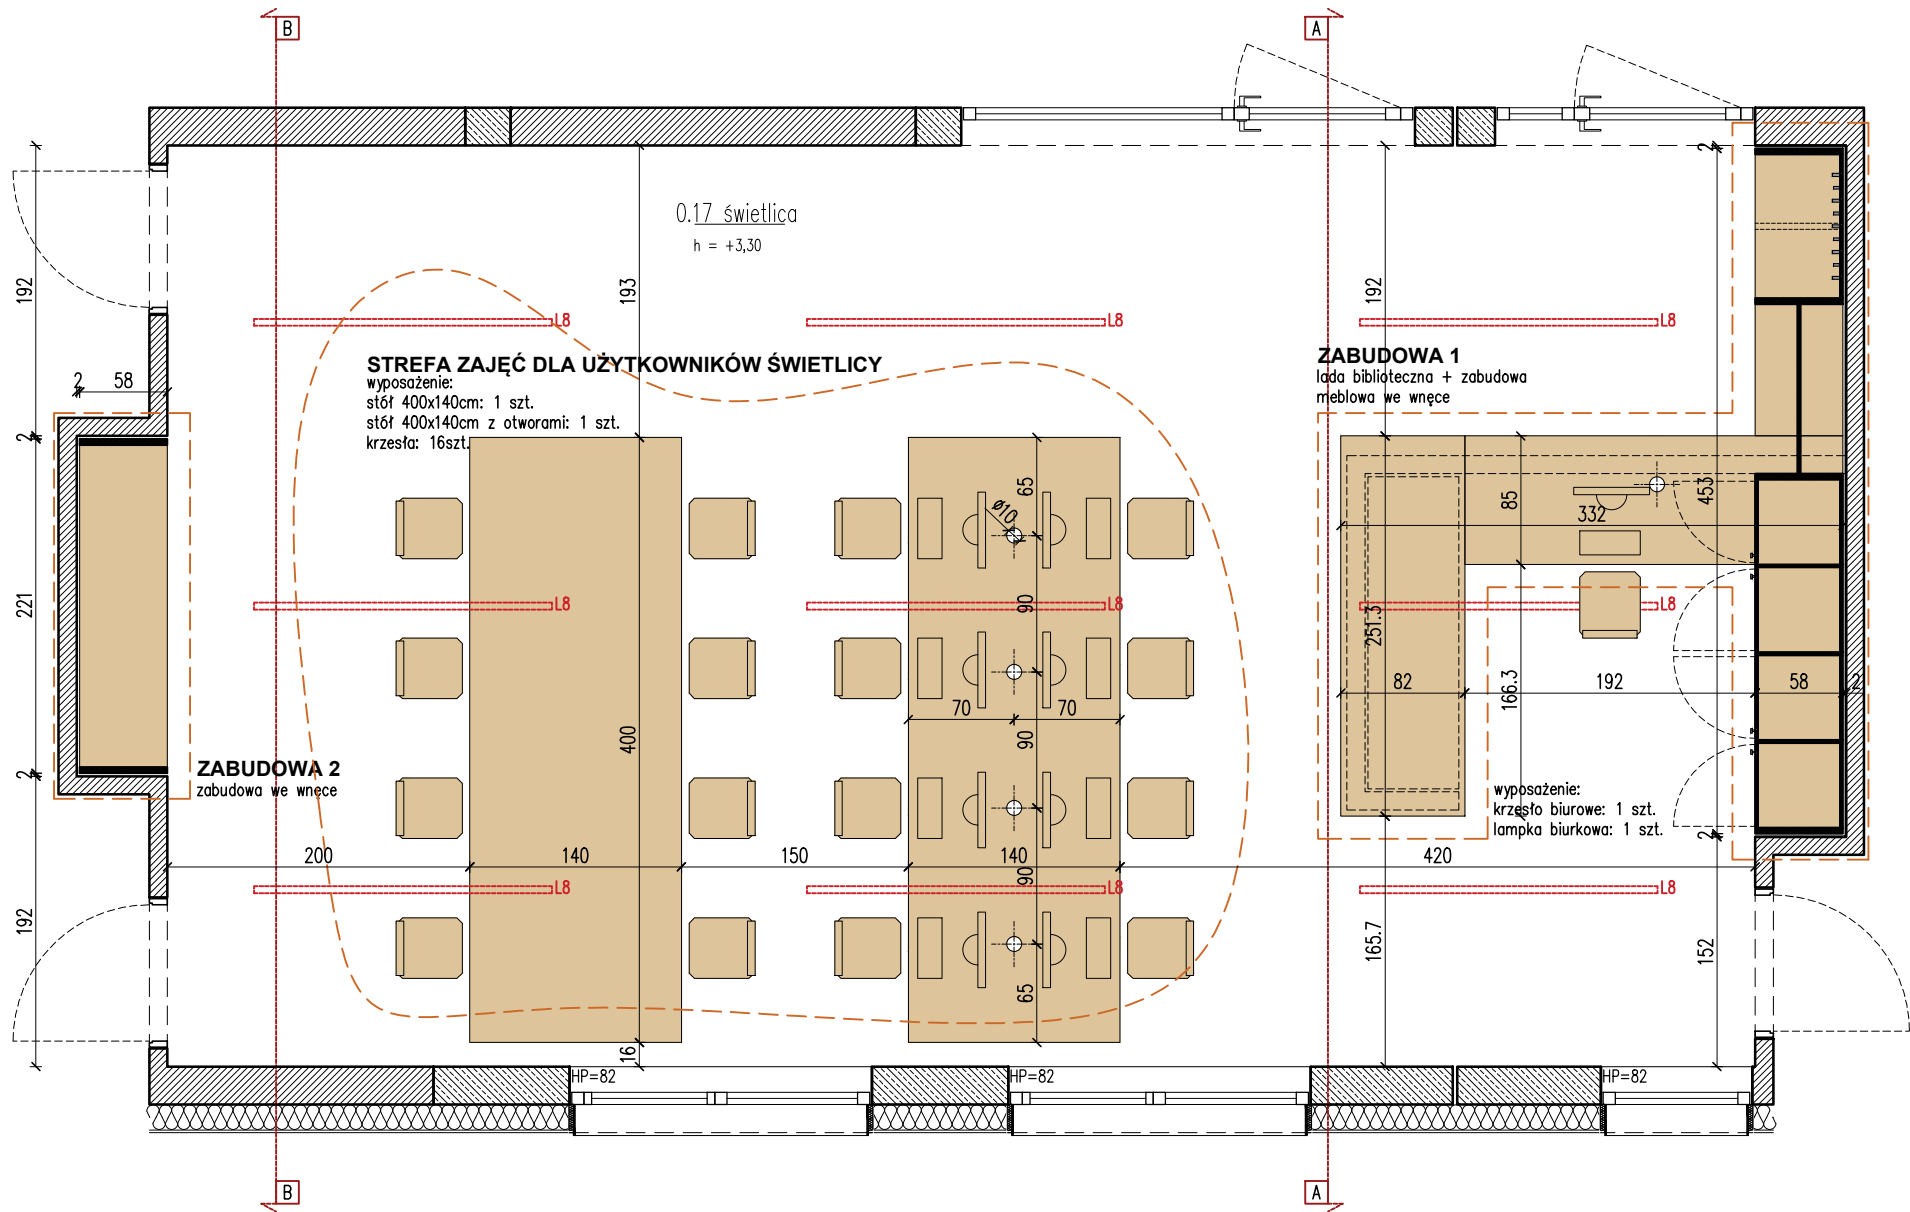 B
A
0.17 świetlica
h = +3,30
193
192
192
2
L8
L8
L8
STREFA ZAJĘĆ DLA UŻYTKOWNIKÓW ŚWIETLICY
wyposażenie:
stół 400x140cm: 1 szt.
stół 400x140cm z otworami: 1 szt.
krzesła: 16szt.
ZABUDOWA 1
lada biblioteczna + zabudowa
meblowa we wnęce
2
58
2
65
ø10
85
453
332
221
L8
90
L8
251.3
L8
70
70
82
166.3
192
58
2
400
90
2
ZABUDOWA 2
zabudowa we wnęce
wyposażenie:
krzesło biurowe: 1 szt.
lampka biurkowa: 1 szt.
2
200
140
150
140
420
90
L8
L8
L8
192
165.7
152
65
16
HP=82
HP=82
HP=82
B
A